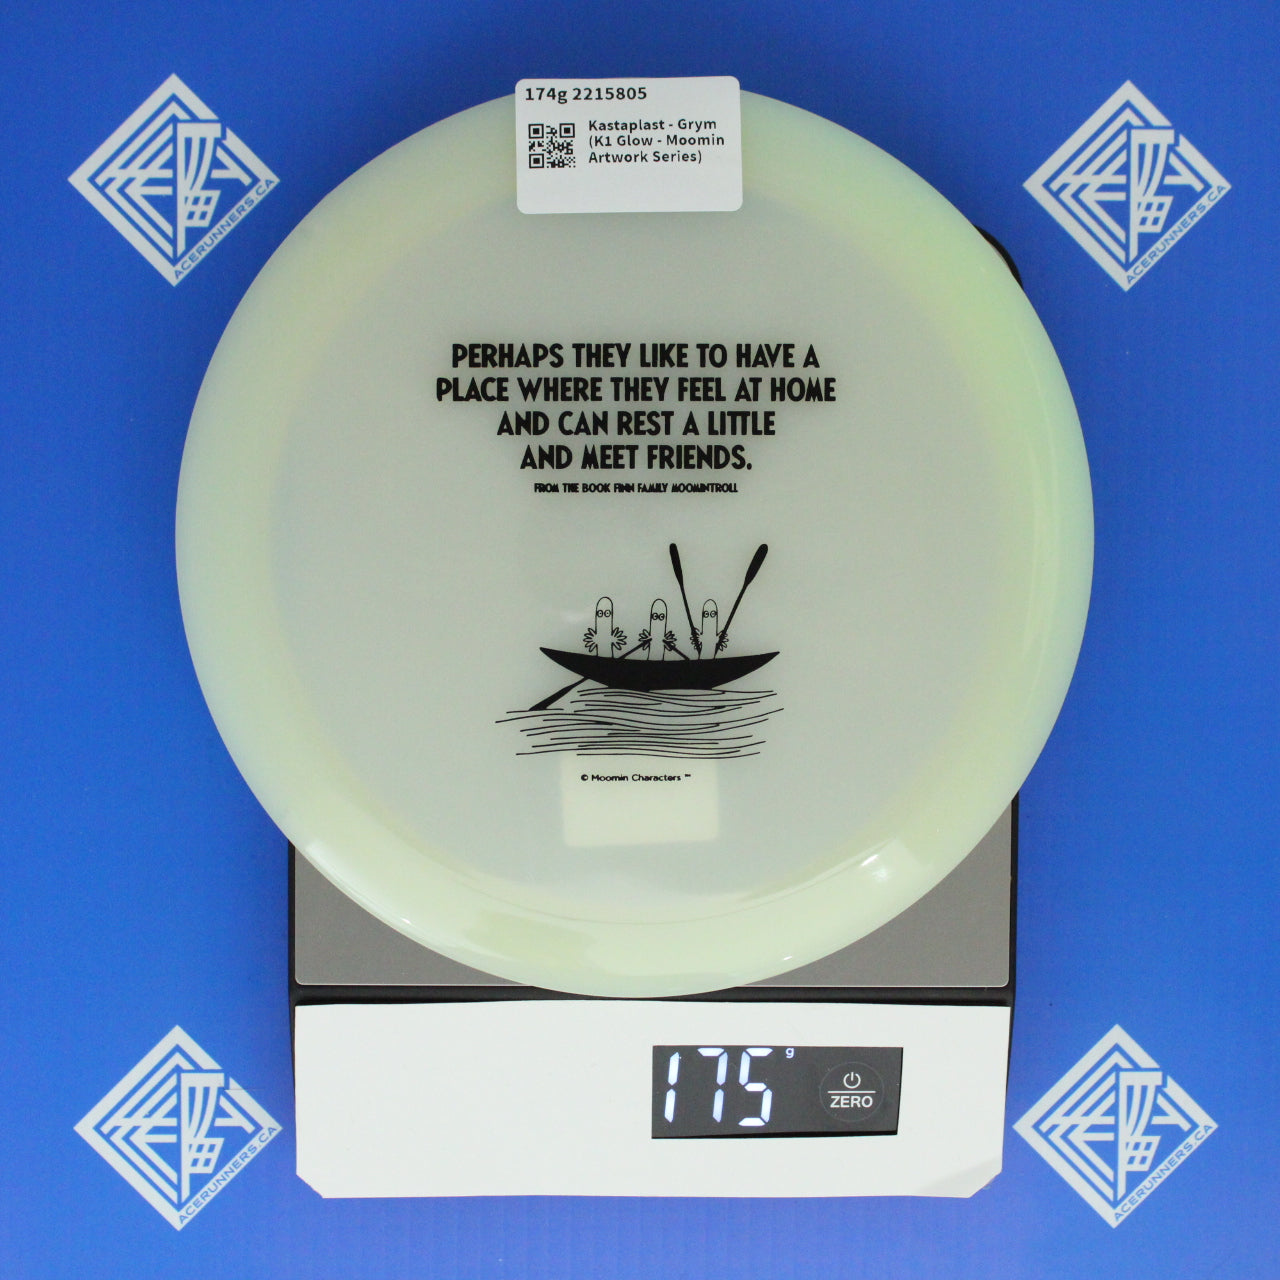 174g 2215805
Kastaplast - Grym
(K1 Glow - Moomin
Artwork Series)
ACERUNNERS.CA
ACERUNNERS.CA
PERHAPS THEY LIKE TO HAVE A
PLACE WHERE THEY FEEL AT HOME
AND CAN REST A LITTLE
AND MEET FRIENDS.
FROM THE BOOK FINN FAMILY MOOMINTROLL
© Moomin Characters ™
175 g
ZERO
ACERUNNERS.CA
ACERUNNERS.CA